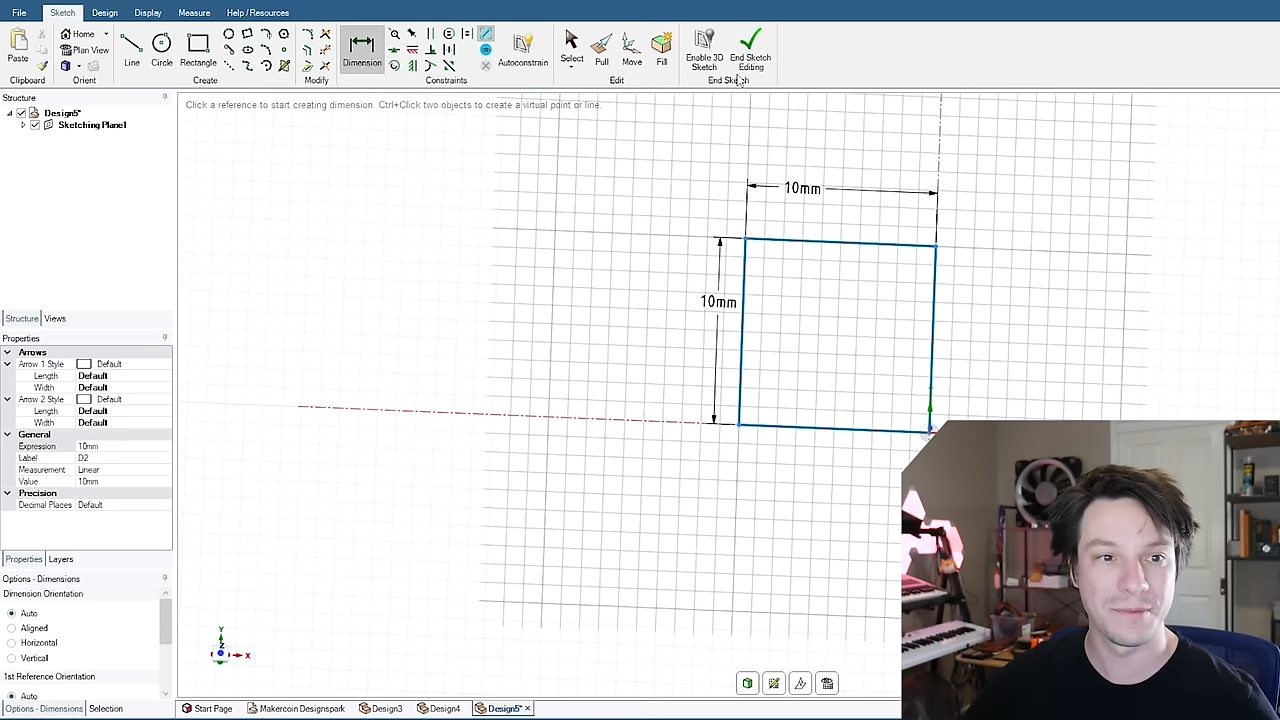 File Sketch Design Display Measure Help / Resources
Paste
Home
Plan View
Line Circle Rectangle
Dimension
Autoconstrain
Select Pull Move Fill
Enable 3D Sketch
End Sketch Editing
Clipboard Orient Create Modify Constraints Edit End Sketch
Structure
Design5*
Sketching Plane1
Click a reference to start creating dimension. Ctrl+Click two objects to create a virtual point or line.
10mm
10mm
Structure Views
Properties
Arrows
Arrow 1 Style Default
Length Default
Width Default
Arrow 2 Style Default
Length Default
Width Default
General
Expression 10mm
Label D2
Measurement Linear
Value 10mm
Precision
Decimal Places Default
Properties Layers
Options - Dimensions
Dimension Orientation
Auto
Aligned
Horizontal
Vertical
1st Reference Orientation
Auto
Options - Dimensions Selection
Y
Z
X
Start Page Makercoin Designspark Design3 Design4 Design5*